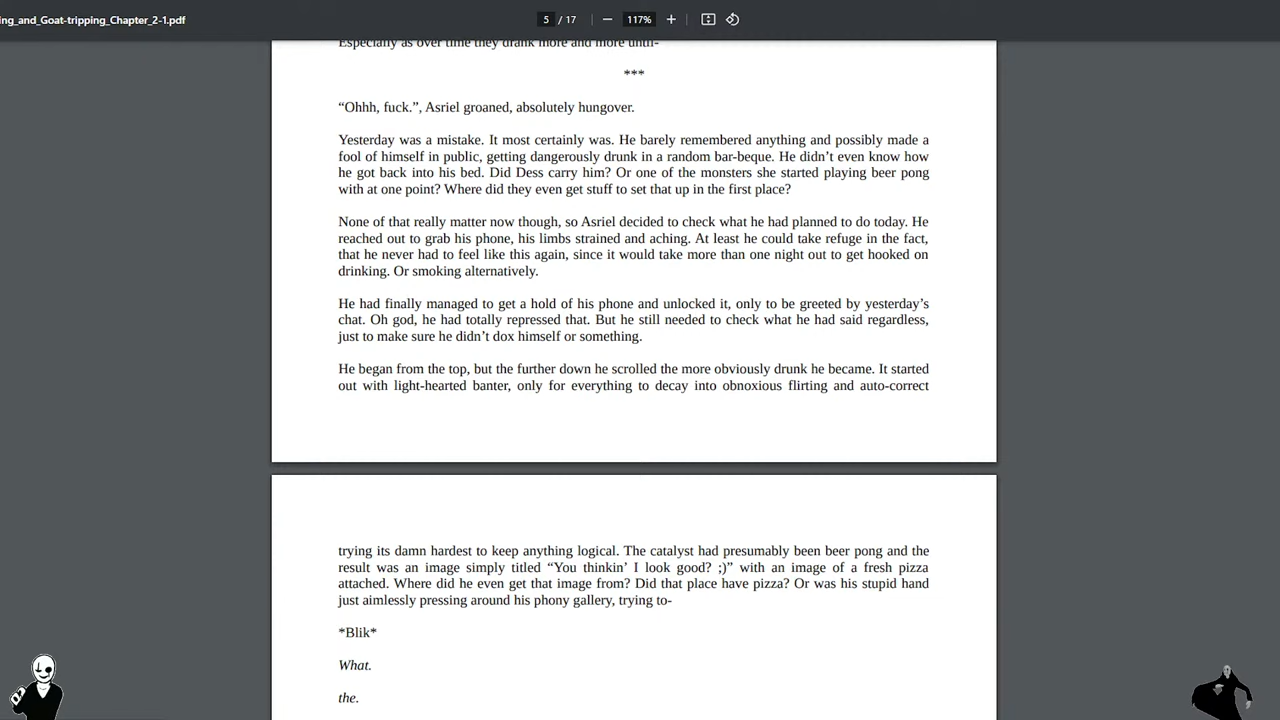 ing_and_Goat-tripping_Chapter_2-1.pdf
5 / 17
117%
Especially as over time they drank more and more until-
***
“Ohhh, fuck.”, Asriel groaned, absolutely hungover.
Yesterday was a mistake. It most certainly was. He barely remembered anything and possibly made a
fool of himself in public, getting dangerously drunk in a random bar-beque. He didn’t even know how
he got back into his bed. Did Dess carry him? Or one of the monsters she started playing beer pong
with at one point? Where did they even get stuff to set that up in the first place?
None of that really matter now though, so Asriel decided to check what he had planned to do today. He
reached out to grab his phone, his limbs strained and aching. At least he could take refuge in the fact,
that he never had to feel like this again, since it would take more than one night out to get hooked on
drinking. Or smoking alternatively.
He had finally managed to get a hold of his phone and unlocked it, only to be greeted by yesterday’s
chat. Oh god, he had totally repressed that. But he still needed to check what he had said regardless,
just to make sure he didn’t dox himself or something.
He began from the top, but the further down he scrolled the more obviously drunk he became. It started
out with light-hearted banter, only for everything to decay into obnoxious flirting and auto-correct
trying its damn hardest to keep anything logical. The catalyst had presumably been beer pong and the
result was an image simply titled “You thinkin’ I look good? ;)” with an image of a fresh pizza
attached. Where did he even get that image from? Did that place have pizza? Or was his stupid hand
just aimlessly pressing around his phony gallery, trying to-
*Blik*
What.
the.